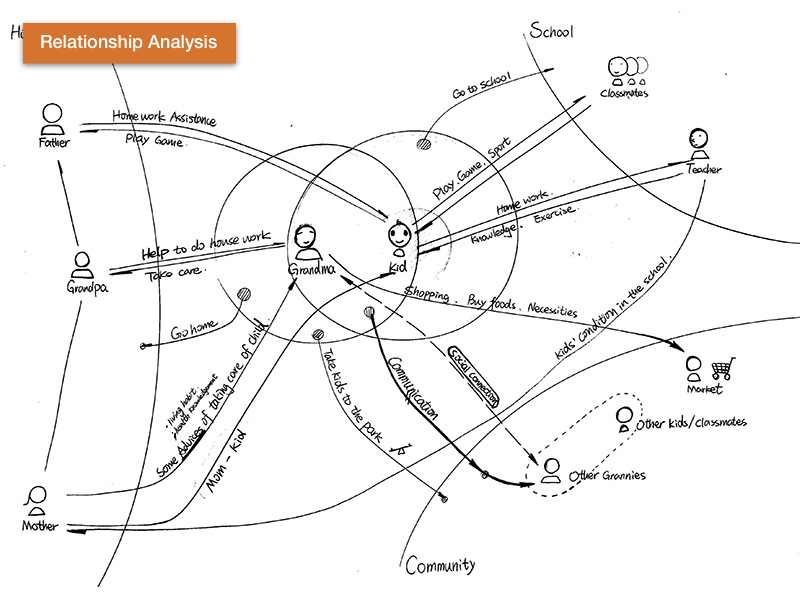 Relationship Analysis
School
Go to school
Classmates
Father
Home work Assistance
Play Game.
Play. Game. Sport
Teacher
Home work.
Knowledge. Exercise.
Help to do house work
Take care.
Grandpa
Grandma
Kid
Shopping. Buy foods. Necessities
Kids' condition in the school.
Go home
Market
Social connection
Communication
Take kids to the park
· living habit
· health knowledgement
Some Advices of taking care of child.
Mom - Kid
Other kids/classmates
Other Grannies
Mother
Community